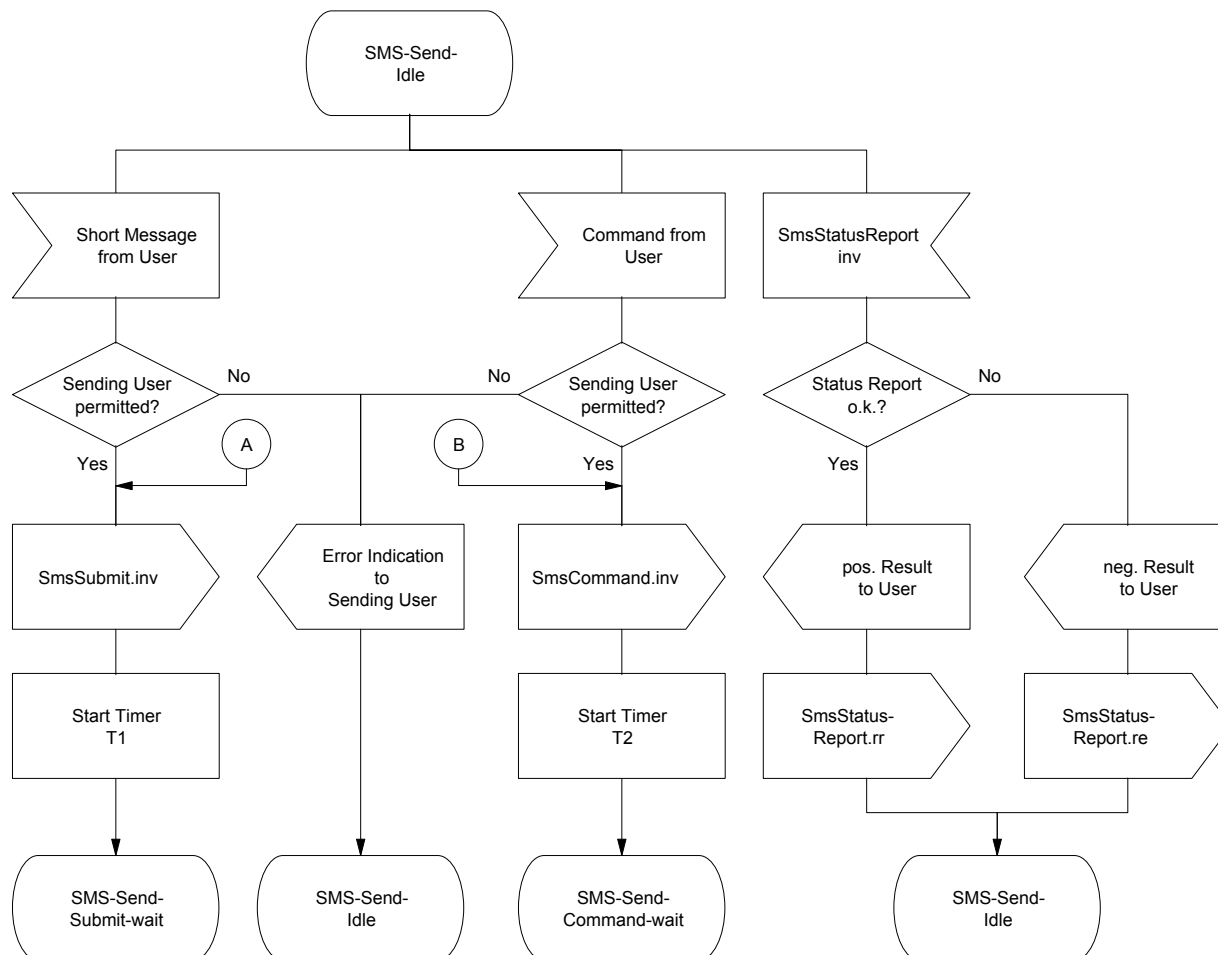 SMS-Send-
Idle
Short Message
from User
Command from
User
SmsStatusReport
inv
Sending User
permitted?
No
No
Sending User
permitted?
Status Report
o.k.?
No
A
B
Yes
Yes
Yes
SmsSubmit.inv
Error Indication
to
Sending User
SmsCommand.inv
pos. Result
to User
neg. Result
to User
Start Timer
T1
Start Timer
T2
SmsStatus-
Report.rr
SmsStatus-
Report.re
SMS-Send-
Submit-wait
SMS-Send-
Idle
SMS-Send-
Command-wait
SMS-Send-
Idle